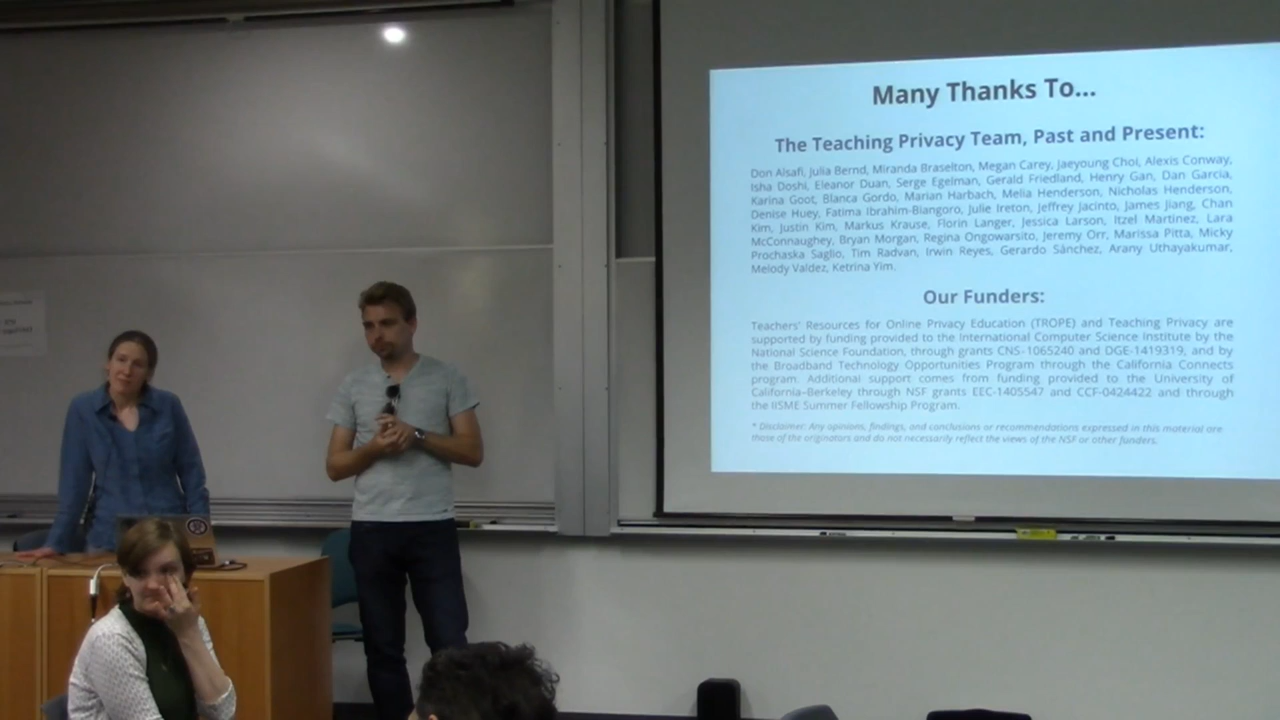 Many Thanks To...
The Teaching Privacy Team, Past and Present:
Don Alsafi, Julia Bernd, Miranda Braselton, Megan Carey, Jaeyoung Choi, Alexis Conway,
Isha Doshi, Eleanor Duan, Serge Egelman, Gerald Friedland, Henry Gan, Dan Garcia,
Karina Goot, Blanca Gordo, Marian Harbach, Melia Henderson, Nicholas Henderson,
Denise Huey, Fatima Ibrahim-Biangoro, Julie Ireton, Jeffrey Jacinto, James Jiang, Chan
Kim, Justin Kim, Markus Krause, Florin Langer, Jessica Larson, Itzel Martinez, Lara
McConnaughey, Bryan Morgan, Regina Ongowarsito, Jeremy Orr, Marissa Pitta, Micky
Prochaska Saglio, Tim Radvan, Irwin Reyes, Gerardo Sánchez, Arany Uthayakumar,
Melody Valdez, Ketrina Yim.
Our Funders:
Teachers' Resources for Online Privacy Education (TROPE) and Teaching Privacy are
supported by funding provided to the International Computer Science Institute by the
National Science Foundation, through grants CNS-1065240 and DGE-1419319, and by
the Broadband Technology Opportunities Program through the California Connects
program. Additional support comes from funding provided to the University of
California–Berkeley through NSF grants EEC-1405547 and CCF-0424422 and through
the IISME Summer Fellowship Program.
* Disclaimer: Any opinions, findings, and conclusions or recommendations expressed in this material are
those of the originators and do not necessarily reflect the views of the NSF or other funders.